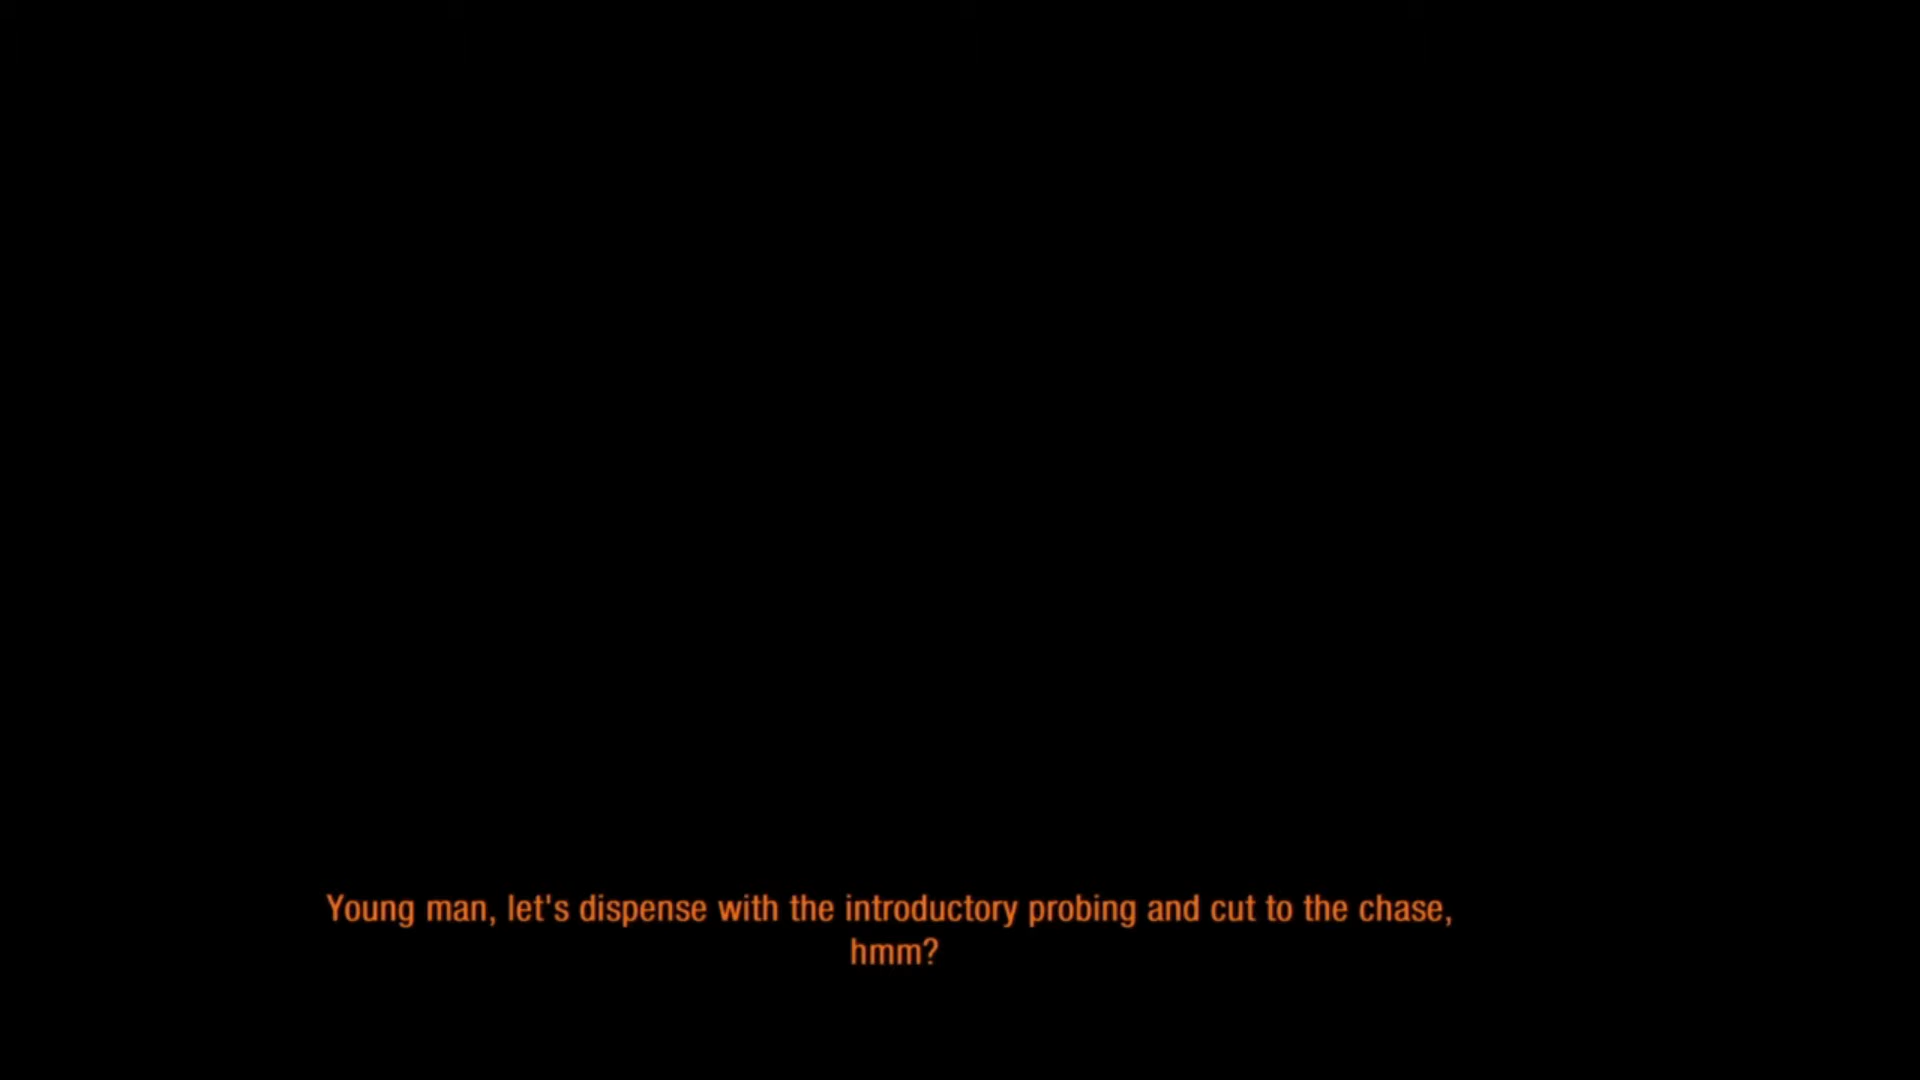 Young man, let's dispense with the introductory probing and cut to the chase,
hmm?